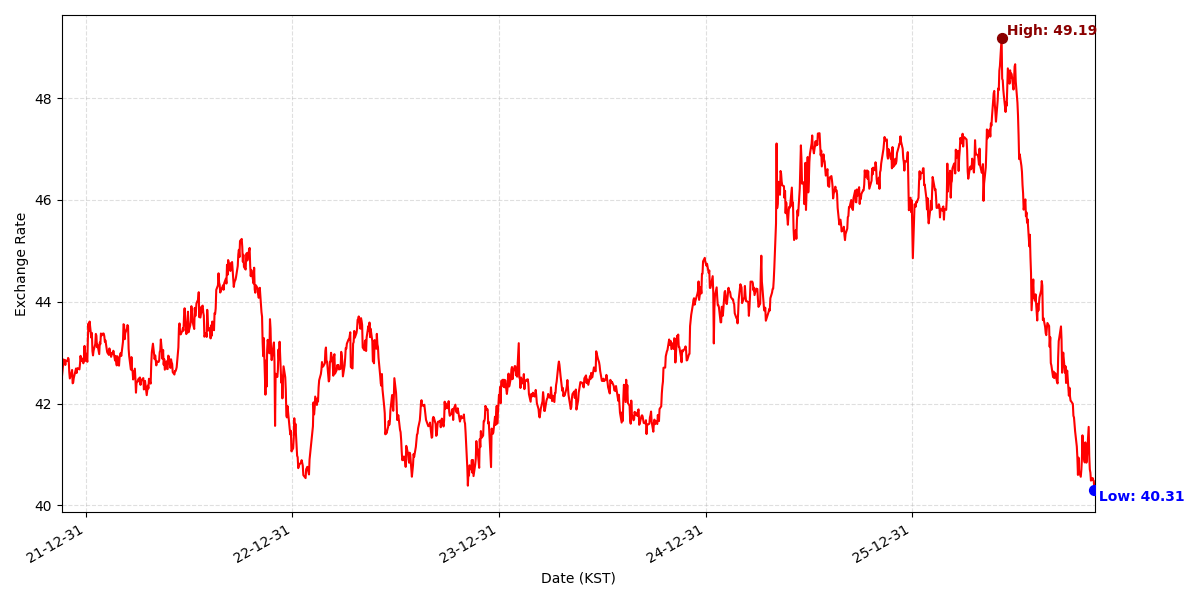 High: 49.19
48
46
44
42
40
Exchange Rate
Low: 40.31
21-12-31
22-12-31
23-12-31
24-12-31
25-12-31
Date (KST)